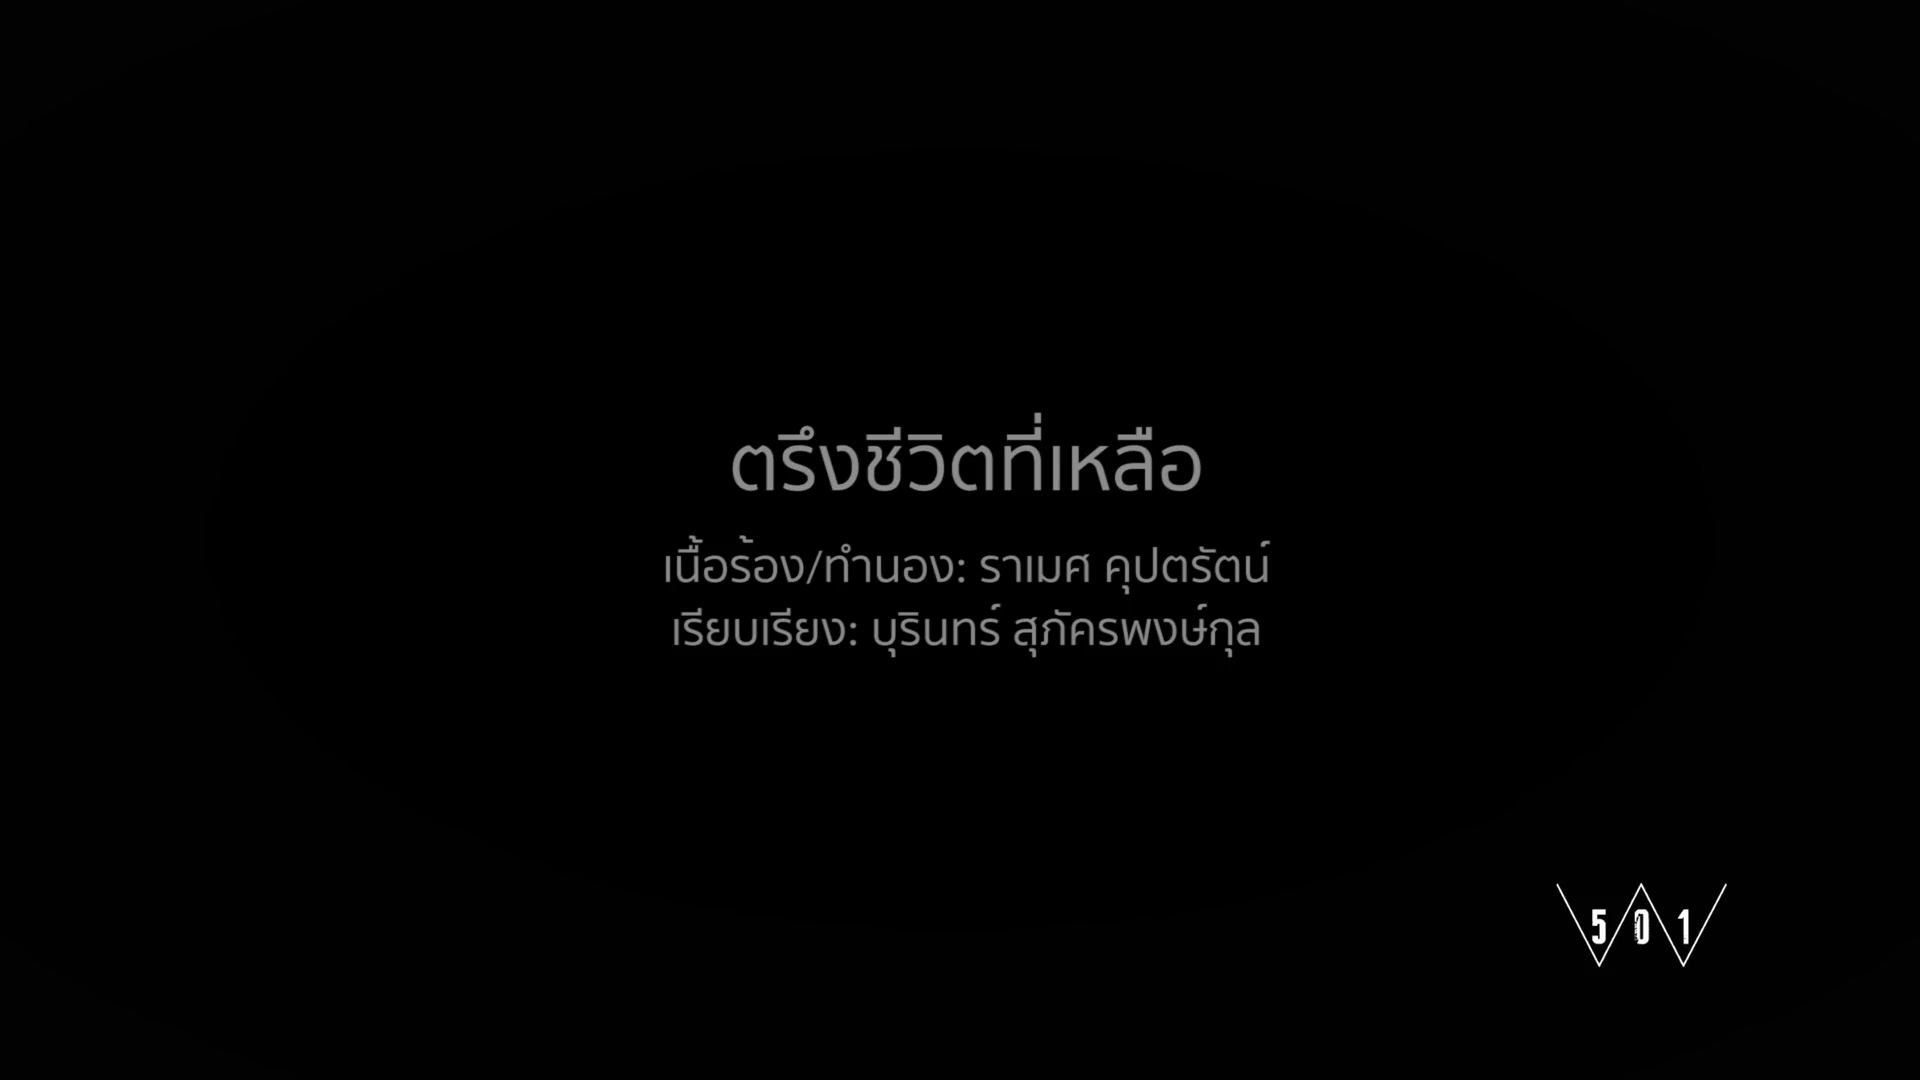 ตรึงชีวิตที่เหลือ
เนื้อร้อง/ทำนอง: ราเมศ คุปตรัตน์
เรียบเรียง: บุรินทร์ สุภัครพงษ์กุล
501